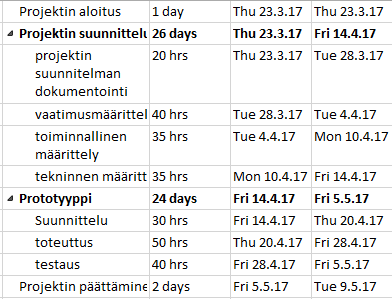 Projektin aloitus 1 day Thu 23.3.17 Thu 23.3.17
Projektin suunnittelu 26 days Thu 23.3.17 Fri 14.4.17
projektin 20 hrs Thu 23.3.17 Tue 28.3.17
suunnitelman
dokumentointi
vaatimusmäärittel 40 hrs Tue 28.3.17 Tue 4.4.17
toiminnallinen 35 hrs Tue 4.4.17 Mon 10.4.17
määrittely
tekninnen määritt 35 hrs Mon 10.4.17 Fri 14.4.17
Prototyyppi 24 days Fri 14.4.17 Fri 5.5.17
Suunnittelu 30 hrs Fri 14.4.17 Thu 20.4.17
toteuttus 50 hrs Thu 20.4.17 Fri 28.4.17
testaus 40 hrs Fri 28.4.17 Fri 5.5.17
Projektin päättämine 2 days Fri 5.5.17 Tue 9.5.17